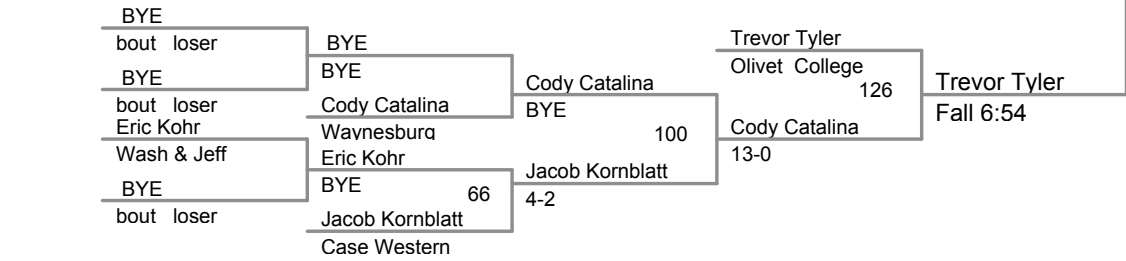 BYE
bout loser
BYE
bout loser
Eric Kohr
Wash & Jeff
BYE
bout loser
BYE
BYE
Cody Catalina
Waynesburg
Eric Kohr
BYE
66
Jacob Kornblatt
Case Western
Cody Catalina
BYE
100
Jacob Kornblatt
4-2
Trevor Tyler
Olivet College
126
Cody Catalina
13-0
Trevor Tyler
Fall 6:54